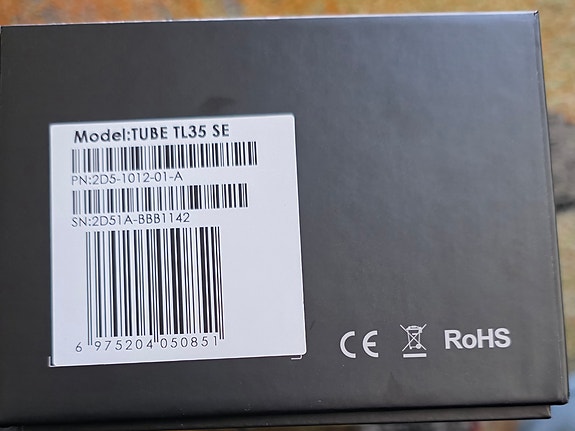 Model:TUBE TL35 SE
PN:2D5-1012-01-A
SN:2D51A-BBB1142
6 975204 050851
CE RoHS